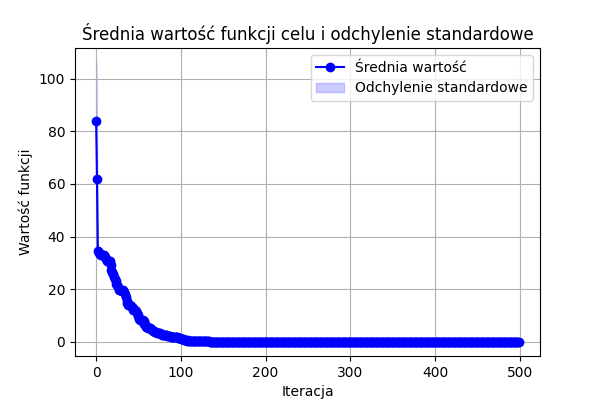 Średnia wartość funkcji celu i odchylenie standardowe
Średnia wartość
Odchylenie standardowe
Wartość funkcji
100
80
60
40
20
0
0 100 200 300 400 500
Iteracja